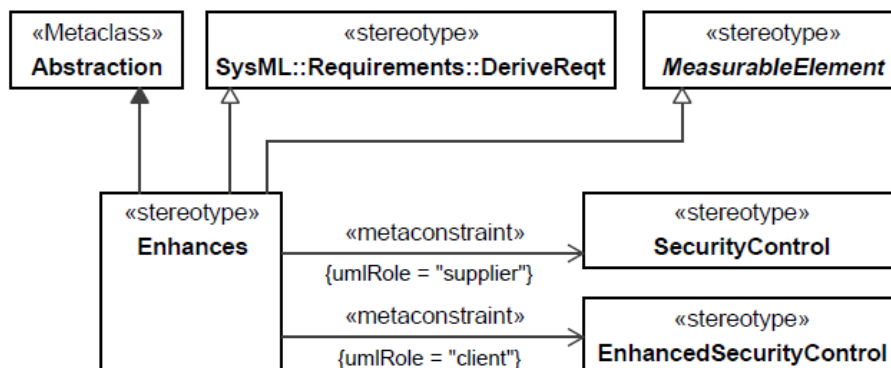 «Metaclass»
Abstraction
«stereotype»
SysML::Requirements::DeriveReqt
«stereotype»
MeasurableElement
«stereotype»
Enhances
«metaconstraint»
{umlRole = "supplier"}
«stereotype»
SecurityControl
«metaconstraint»
{umlRole = "client"}
«stereotype»
EnhancedSecurityControl